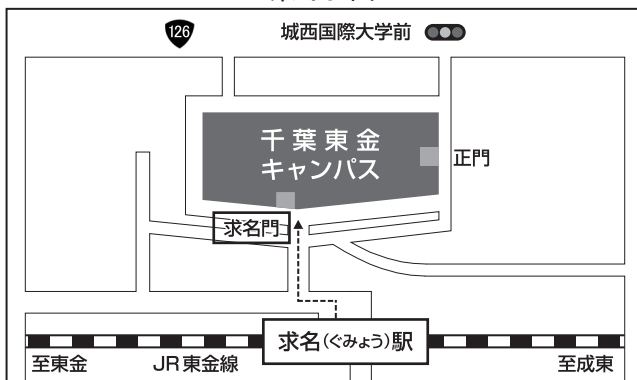 126
城西国際大学前
千葉東金
キャンパス
正門
求名門
求名(ぐみょう)駅
至東金
JR東金線
至成東